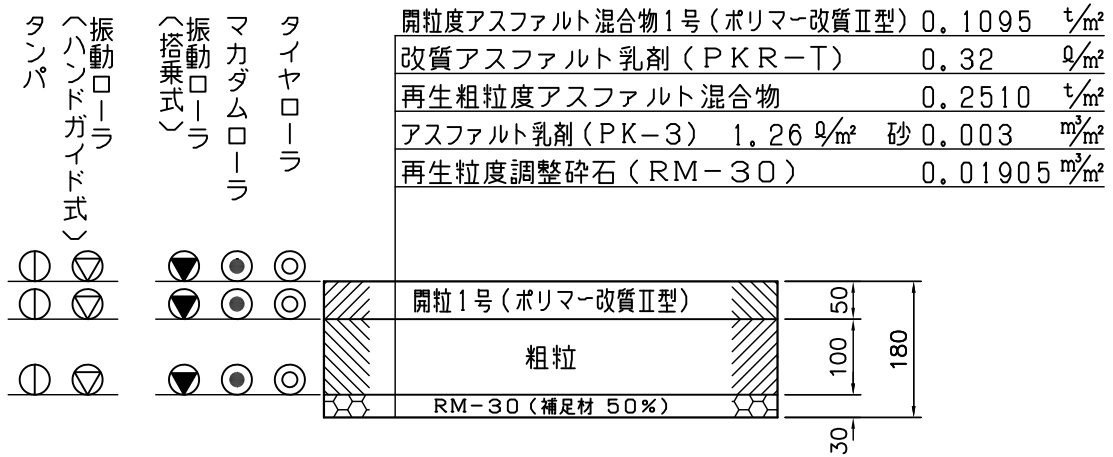 タンパ
振動ローラ
（ハンドガイド式）
振動ローラ
（搭乗式）
マカダムローラ
タイヤローラ
開粒度アスファルト混合物1号（ポリマー改質Ⅱ型） 0.1095 t/m²
改質アスファルト乳剤（PKR－T） 0.32 ℓ/m²
再生粗粒度アスファルト混合物 0.2510 t/m²
アスファルト乳剤（PK－3） 1.26 ℓ/m² 砂 0.003 m³/m²
再生粒度調整砕石（RM－30） 0.01905 m³/m²
開粒1号（ポリマー改質Ⅱ型）
粗粒
RM－30（補足材 50%）
50
100
30
180